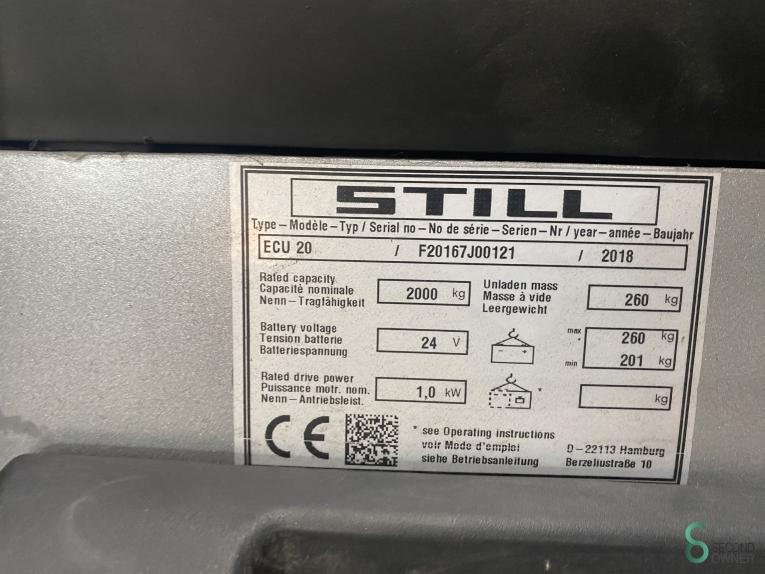 STILL
Type – Modèle – Typ / Serial no – No de série – Serien – Nr / year – année – Baujahr
ECU 20 / F20167J00121 / 2018
Rated capacity
Capacité nominale
Nenn – Tragfähigkeit
2000 kg
Unladen mass
Masse à vide
Leergewicht
260 kg
Battery voltage
Tension batterie
Batteriespannung
24 V
- +
max
*
260 kg
min
201 kg
Rated drive power
Puissance motr. nom.
Nenn – Antriebsleist.
1,0 kW
*
kg
CE
* see Operating instructions
voir Mode d'emploi
siehe Betriebsanleitung
D – 22113 Hamburg
Berzeliustraße 10
SECOND
OWNER